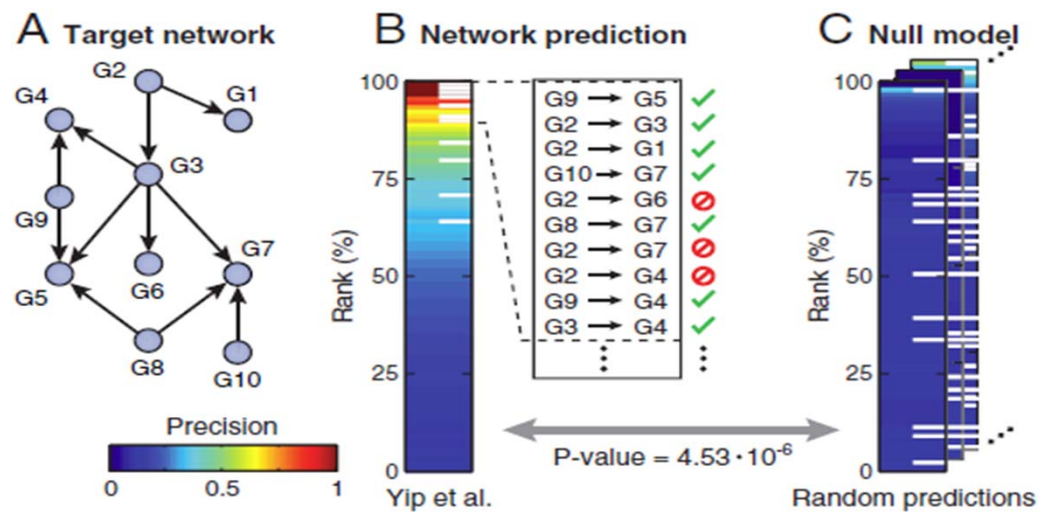 A Target network
G2
G4
G1
G3
G9
G7
G5
G6
G8
G10
Precision
0 0.5 1
B Network prediction
100
75
50
25
0
Rank (%)
G9 G5
G2 G3
G2 G1
G10 G7
G2 G6
G8 G7
G2 G7
G2 G4
G9 G4
G3 G4
P-value = 4.53·10-6
Yip et al.
C Null model
100
75
50
25
0
Rank (%)
Random predictions